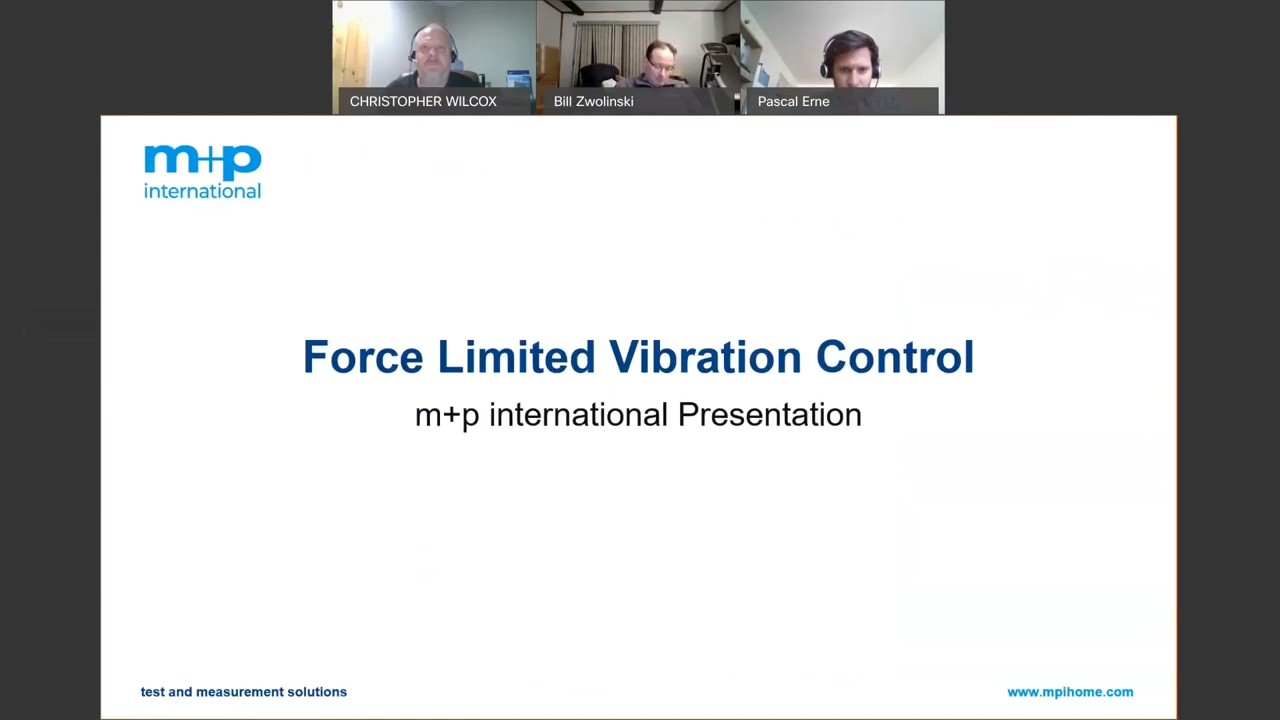 CHRISTOPHER WILCOX
Bill Zwolinski
Pascal Erne
m+p
international
Force Limited Vibration Control
m+p international Presentation
test and measurement solutions
www.mpihome.com